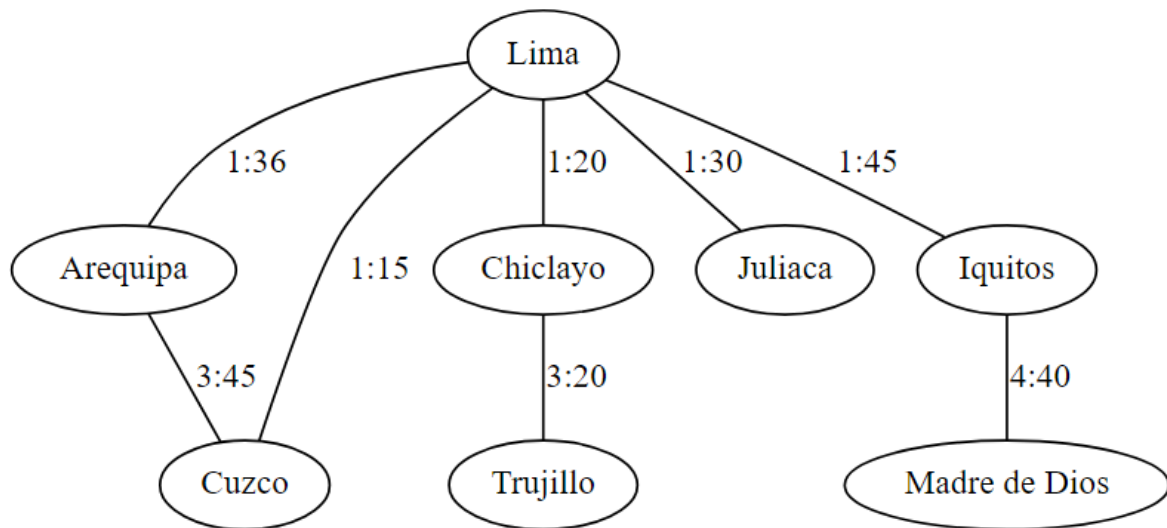 Lima
1:36
1:20
1:30
1:45
Arequipa
1:15
Chiclayo
Juliaca
Iquitos
3:45
3:20
4:40
Cuzco
Trujillo
Madre de Dios